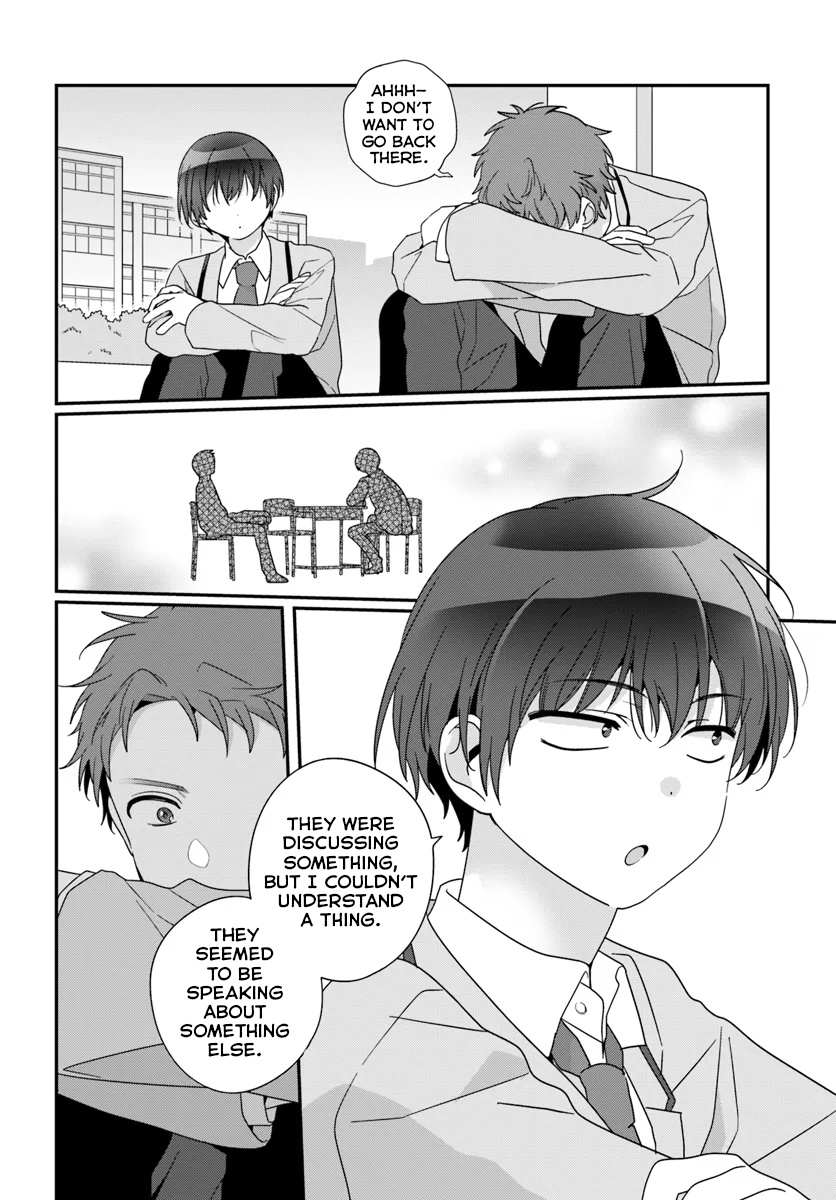 AHHH–
I DON'T
WANT TO
GO BACK
THERE.
THEY WERE
DISCUSSING
SOMETHING,
BUT I COULDN'T
UNDERSTAND
A THING.
THEY
SEEMED
TO BE
SPEAKING
ABOUT
SOMETHING
ELSE.